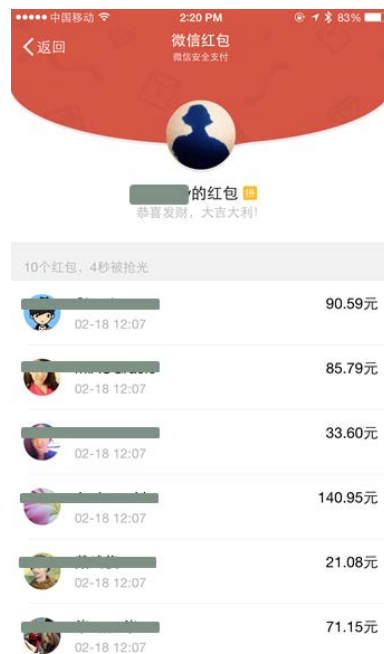 中国移动 2:20 PM 83%
返回 微信红包
微信安全支付
的红包 拼
恭喜发财，大吉大利!
10个红包，4秒被抢光
90.59元
02-18 12:07
85.79元
02-18 12:07
33.60元
02-18 12:07
140.95元
02-18 12:07
21.08元
02-18 12:07
71.15元
02-18 12:07